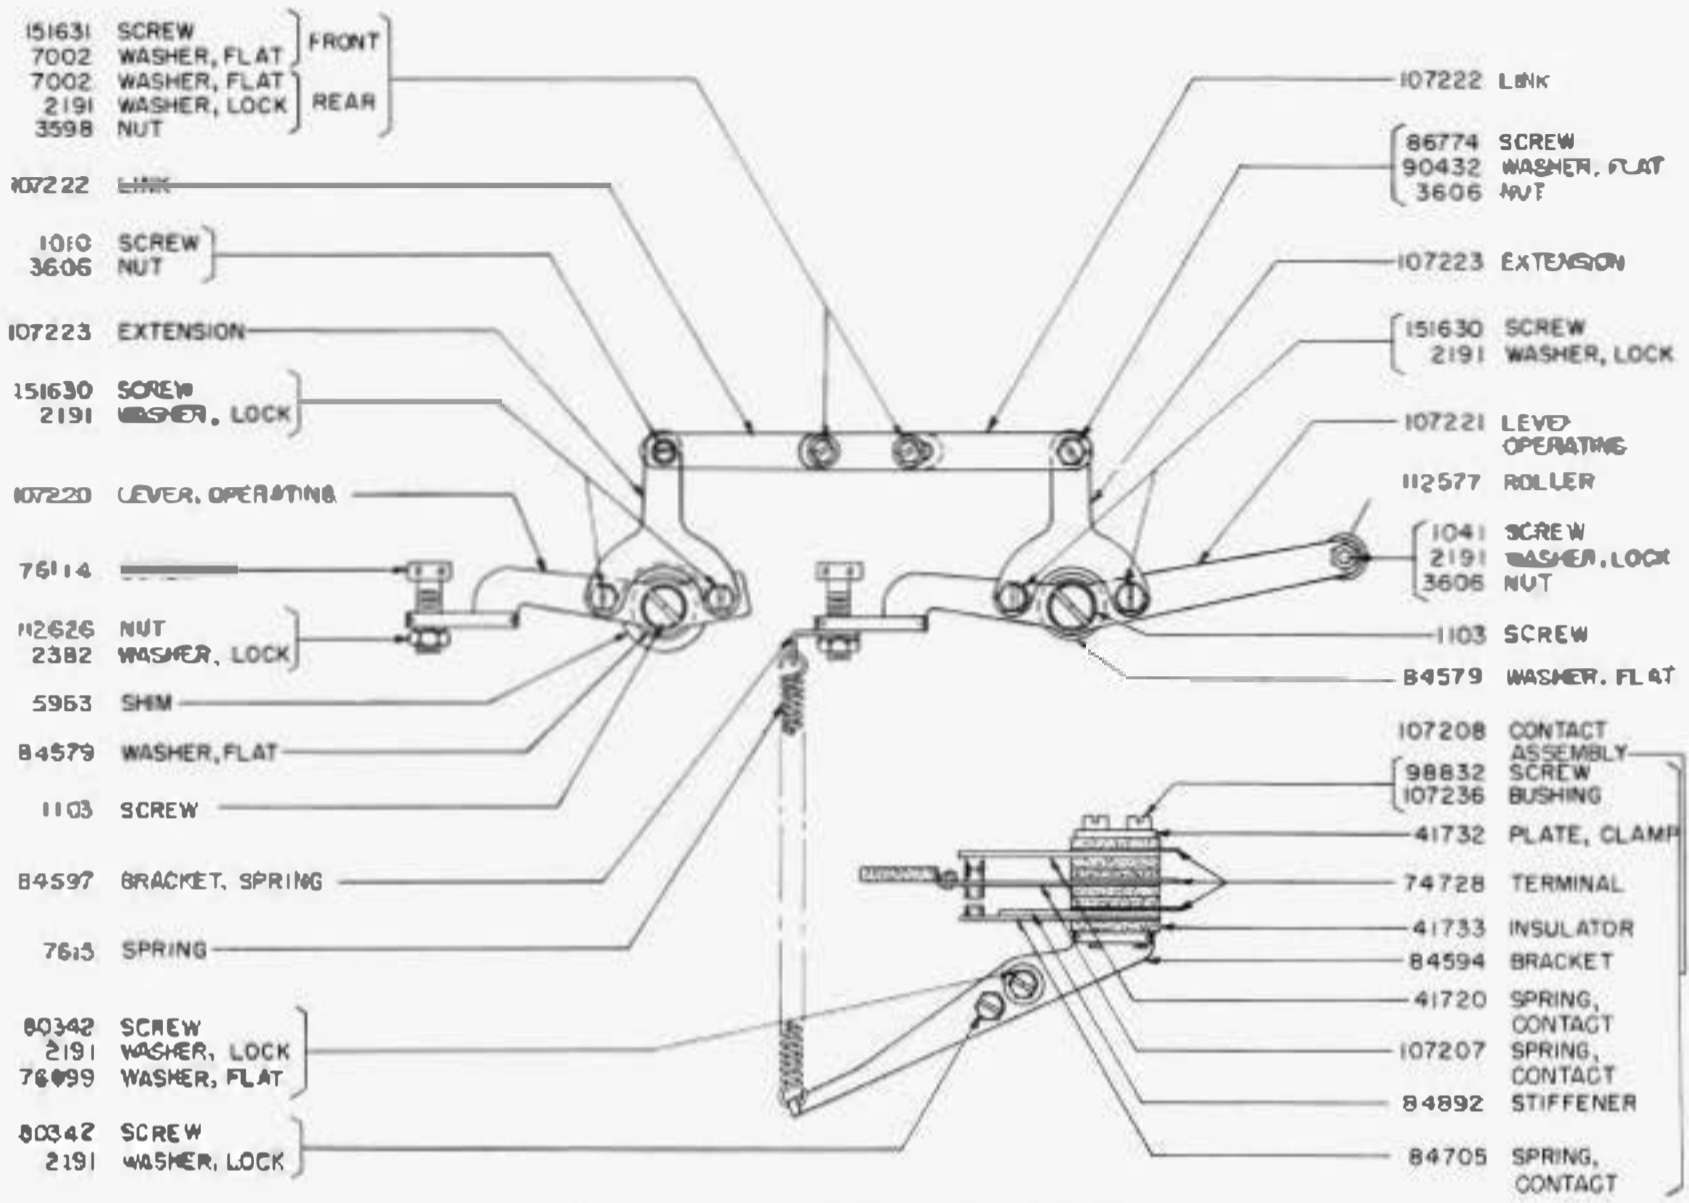 151631 SCREW
7002 WASHER, FLAT
FRONT
7002 WASHER, FLAT
2191 WASHER, LOCK
3598 NUT
REAR
107222 LINK
1010 SCREW
3606 NUT
107223 EXTENSION
151630 SCREW
2191 WASHER, LOCK
107220 LEVER, OPERATING
76114
112626 NUT
2382 WASHER, LOCK
5963 SHIM
84579 WASHER, FLAT
1103 SCREW
84597 BRACKET, SPRING
7615 SPRING
80342 SCREW
2191 WASHER, LOCK
76099 WASHER, FLAT
80342 SCREW
2191 WASHER, LOCK
107222 LINK
86774 SCREW
90432 WASHER, FLAT
3606 NUT
107223 EXTENSION
151630 SCREW
2191 WASHER, LOCK
107221 LEVER
OPERATING
112577 ROLLER
1041 SCREW
2191 WASHER, LOCK
3606 NUT
1103 SCREW
84579 WASHER. FLAT
107208 CONTACT
ASSEMBLY
98832 SCREW
107236 BUSHING
41732 PLATE, CLAMP
74728 TERMINAL
41733 INSULATOR
84594 BRACKET
41720 SPRING,
CONTACT
107207 SPRING,
CONTACT
84892 STIFFENER
84705 SPRING,
CONTACT